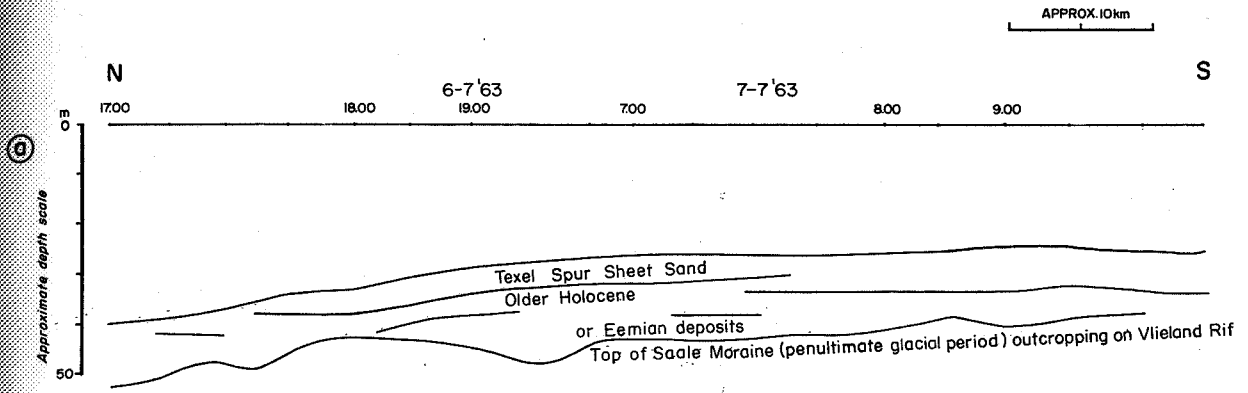 APPROX.10km
N
S
6-7'63
7-7'63
17.00 18.00 19.00 7.00 8.00 9.00
m
0
a
Approximate depth scale
Texel Spur Sheet Sand
Older Holocene
or Eemian deposits
Top of Saale Moraine (penultimate glacial period) outcropping on Vlieland Rif
50